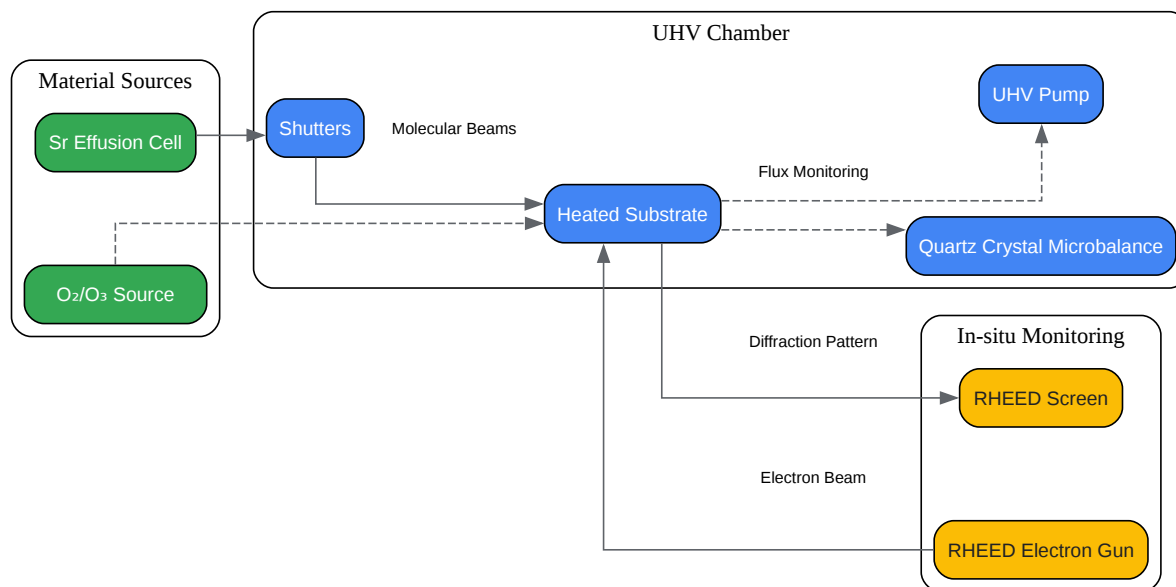 UHV Chamber
Material Sources
UHV Pump
Sr Effusion Cell
Shutters
Molecular Beams
Flux Monitoring
Heated Substrate
Quartz Crystal Microbalance
O₂/O₃ Source
Diffraction Pattern
In-situ Monitoring
RHEED Screen
Electron Beam
RHEED Electron Gun